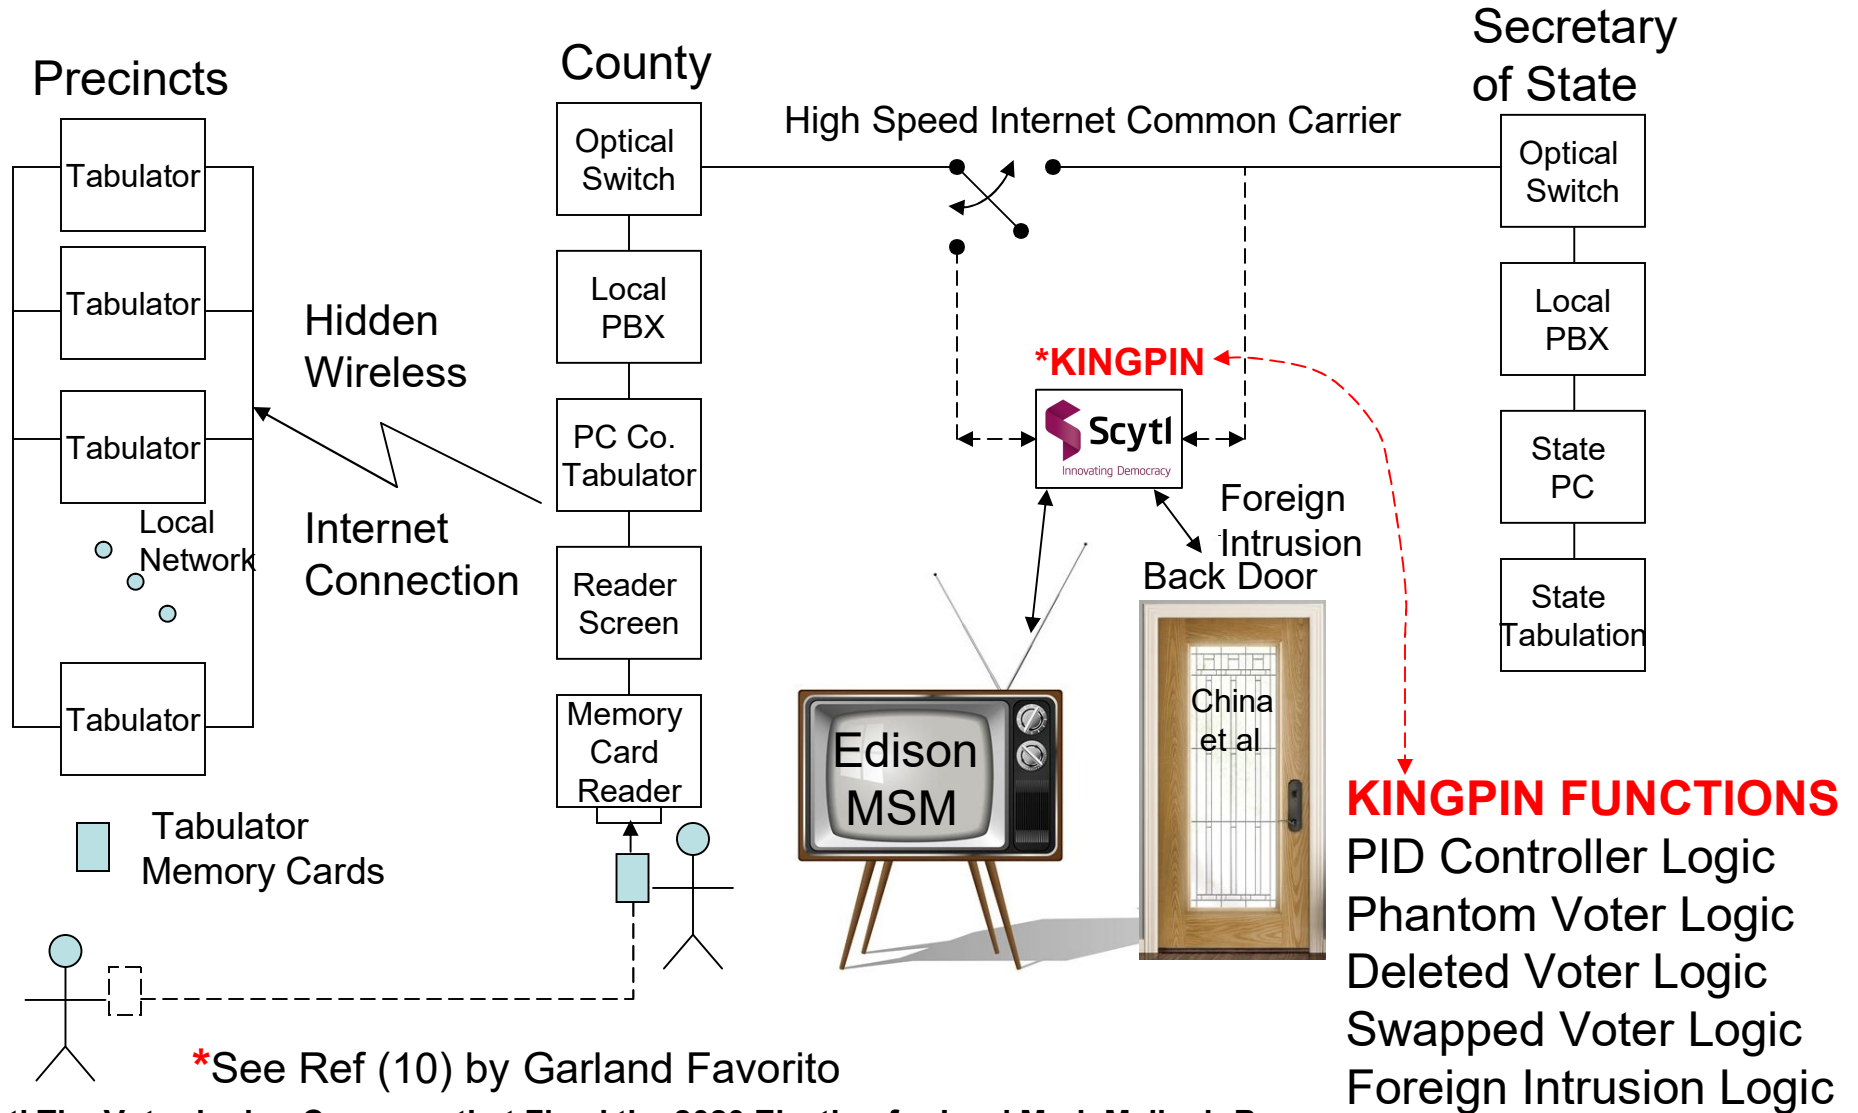 Precincts
County
Secretary
of State
High Speed Internet Common Carrier
Tabulator
Tabulator
Tabulator
Tabulator
Local
Network
Hidden
Wireless
Internet
Connection
Optical
Switch
Local
PBX
PC Co.
Tabulator
Reader
Screen
Memory
Card
Reader
Optical
Switch
Local
PBX
State
PC
State
Tabulation
*KINGPIN
Scytl
Innovating Democracy
Foreign
Intrusion
Back Door
China
et al
Edison
MSM
Tabulator
Memory Cards
KINGPIN FUNCTIONS
PID Controller Logic
Phantom Voter Logic
Deleted Voter Logic
Swapped Voter Logic
Foreign Intrusion Logic
*See Ref (10) by Garland Favorito